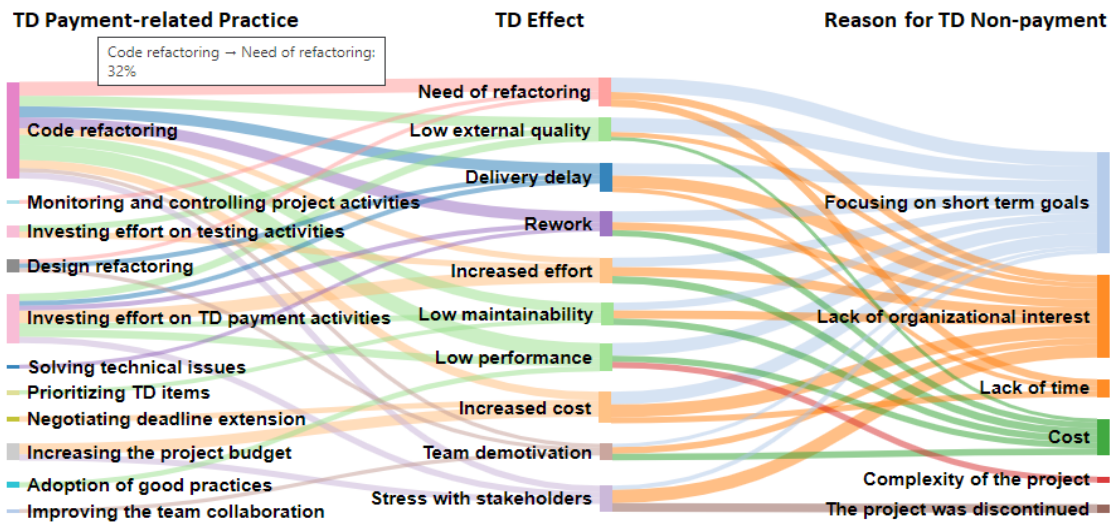 TD Payment-related Practice
TD Effect
Reason for TD Non-payment
Code refactoring → Need of refactoring:
32%
Code refactoring
Monitoring and controlling project activities
Investing effort on testing activities
Design refactoring
Investing effort on TD payment activities
Solving technical issues
Prioritizing TD items
Negotiating deadline extension
Increasing the project budget
Adoption of good practices
Improving the team collaboration
Need of refactoring
Low external quality
Delivery delay
Rework
Increased effort
Low maintainability
Low performance
Increased cost
Team demotivation
Stress with stakeholders
Focusing on short term goals
Lack of organizational interest
Lack of time
Cost
Complexity of the project
The project was discontinued